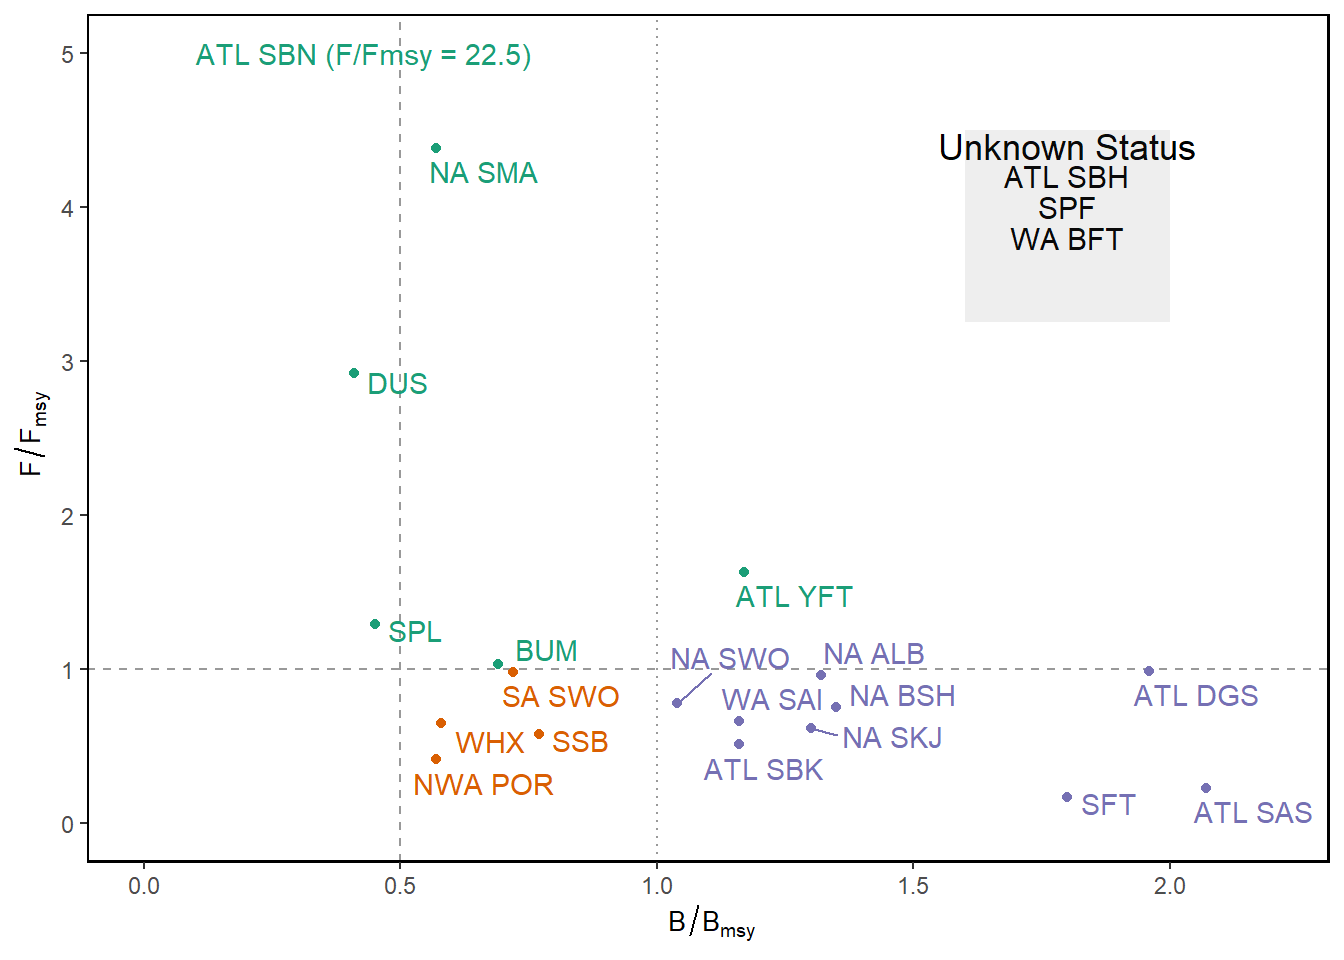 ATL SBN (F/Fmsy = 22.5)
5
Unknown Status
ATL SBH
SPF
WA BFT
NA SMA
4
3
DUS
F/Fmsy
2
ATL YFT
SPL
BUM
NA SWO
NA ALB
1
SA SWO
WA SAI
NA BSH
ATL DGS
WHX
SSB
NA SKJ
NWA POR
ATL SBK
SFT
ATL SAS
0
0.0 0.5 1.0 1.5 2.0
B/Bmsy